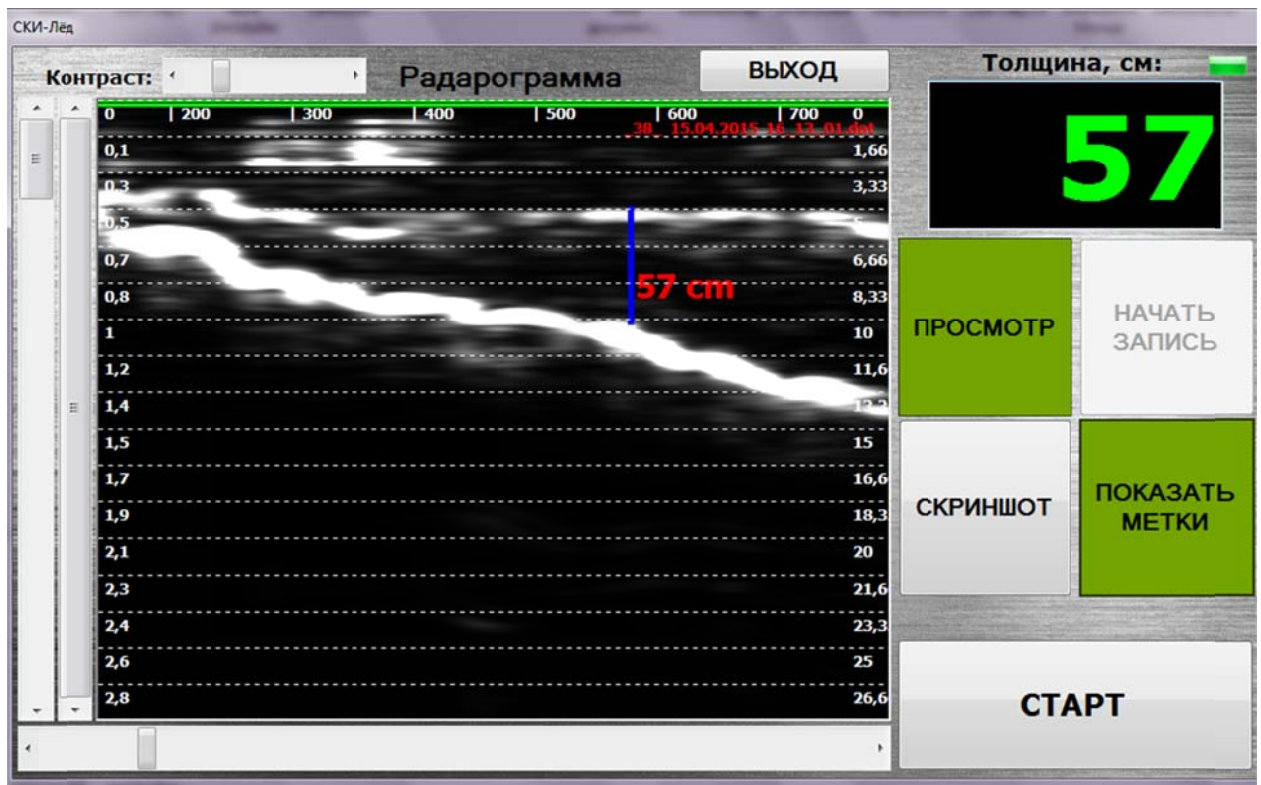 СКИ-Лёд
Контраст:
Радарограмма
ВЫХОД
Толщина, см:
57
0 | 200 | 300 | 400 | 500 | 600 | 700 0
_38_ 15.04.2015_16_13_01.dat
0,1 1,66
0,3 3,33
0,5 5
0,7 6,66
57 cm
0,8 8,33
1 10
1,2 11,6
1,4 13,3
1,5 15
1,7 16,6
1,9 18,3
2,1 20
2,3 21,6
2,4 23,3
2,6 25
2,8 26,6
ПРОСМОТР
НАЧАТЬ
ЗАПИСЬ
СКРИНШОТ
ПОКАЗАТЬ
МЕТКИ
СТАРТ